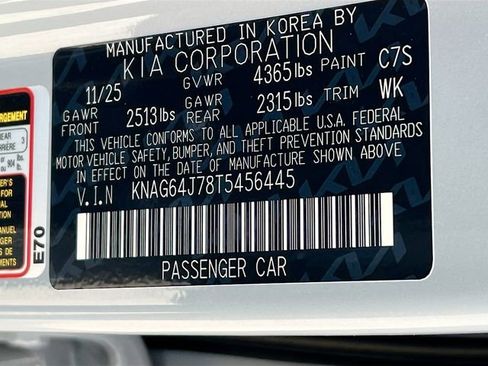 MANUFACTURED IN KOREA BY
KIA CORPORATION
11/25 GVWR 4365 lbs PAINT C7S
GAWR FRONT 2513 lbs GAWR REAR 2315 lbs TRIM WK
THIS VEHICLE CONFORMS TO ALL APPLICABLE U.S.A. FEDERAL
MOTOR VEHICLE SAFETY, BUMPER, AND THEFT PREVENTION
STANDARDS IN EFFECT ON THE DATE OF MANUFACTURE SHOWN ABOVE
V.I.N KNAG64J78T5456445
PASSENGER CAR
E70
3
904